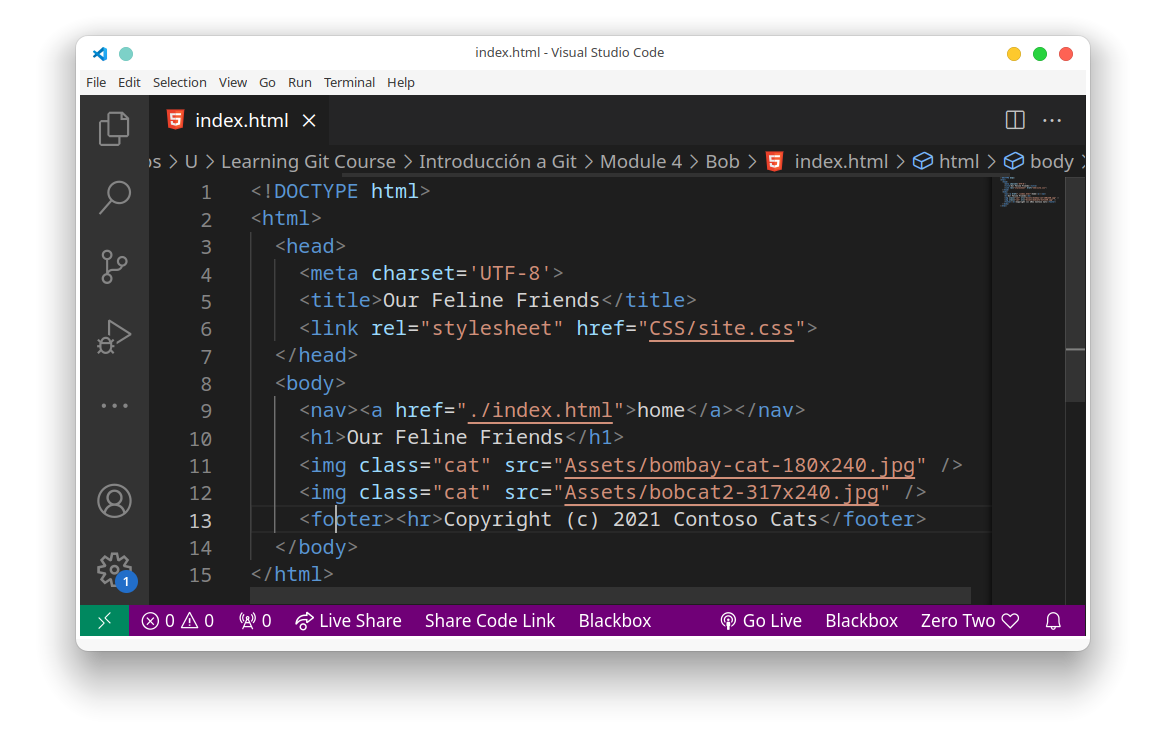 index.html - Visual Studio Code
File Edit Selection View Go Run Terminal Help
index.html
os > U > Learning Git Course > Introducción a Git > Module 4 > Bob > index.html > html > body >
1 <!DOCTYPE html>
2 <html>
3 <head>
4 <meta charset='UTF-8'>
5 <title>Our Feline Friends</title>
6 <link rel="stylesheet" href="CSS/site.css">
7 </head>
8 <body>
9 <nav><a href="./index.html">home</a></nav>
10 <h1>Our Feline Friends</h1>
11 <img class="cat" src="Assets/bombay-cat-180x240.jpg" />
12 <img class="cat" src="Assets/bobcat2-317x240.jpg" />
13 <footer><hr>Copyright (c) 2021 Contoso Cats</footer>
14 </body>
15 </html>
1
0 0 0 Live Share Share Code Link Blackbox Go Live Blackbox Zero Two